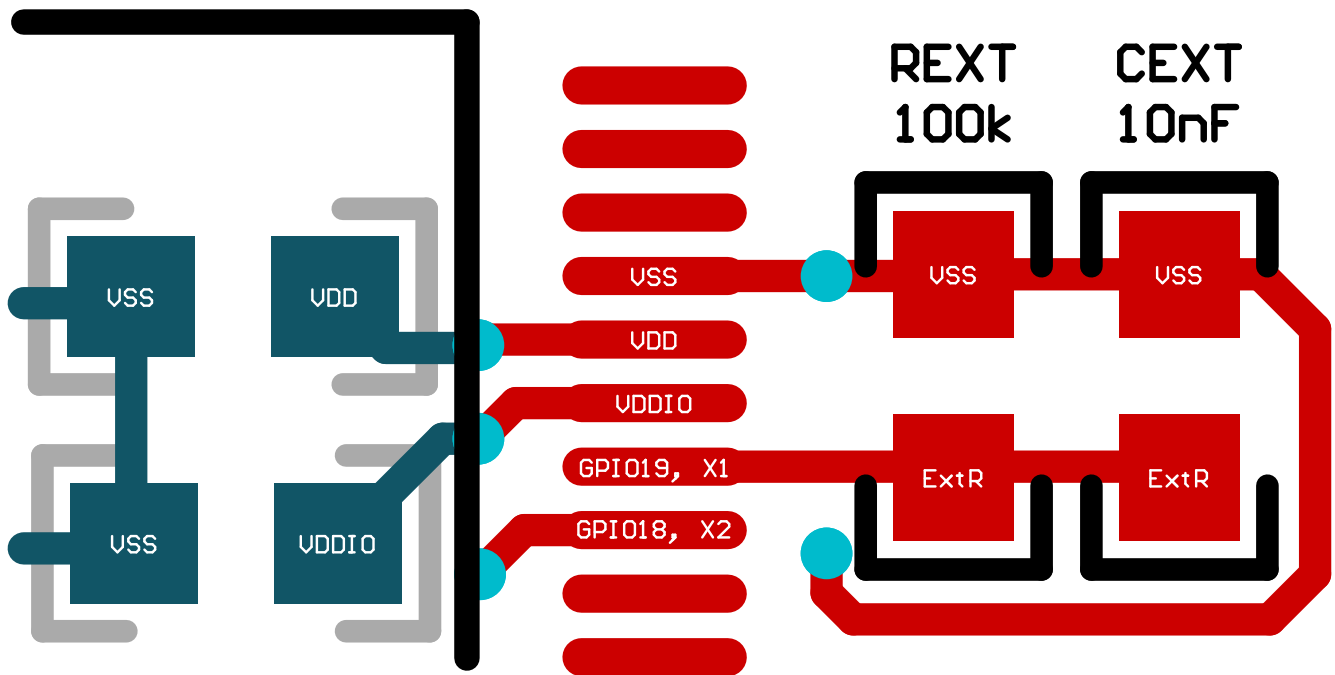 REXT
100k
CEXT
10nF
VSS
VDD
VSS
VDDIO
VSS
VDD
VDDIO
GPIO19, X1
GPIO18, X2
VSS
VSS
ExtR
ExtR